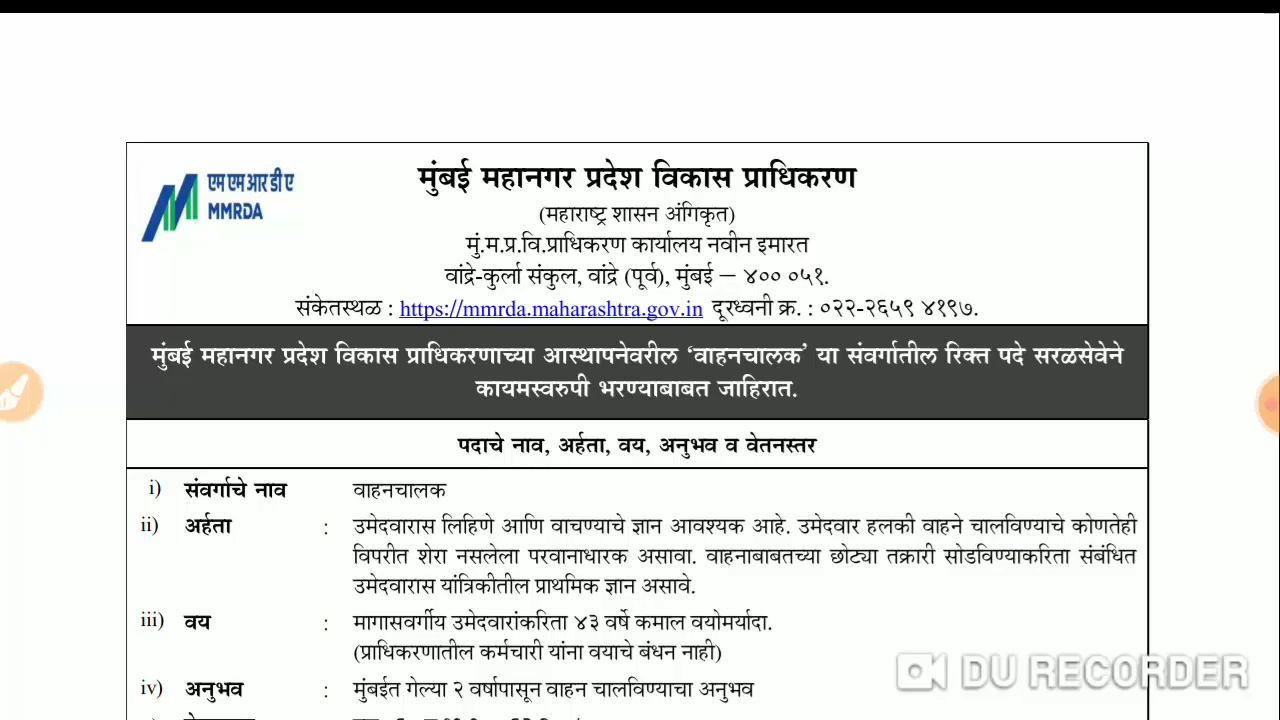 एम एम आर डी ए
MMRDA
मुंबई महानगर प्रदेश विकास प्राधिकरण
(महाराष्ट्र शासन अंगिकृत)
मुं.म.प्र.वि.प्राधिकरण कार्यालय नवीन इमारत
वांद्रे-कुर्ला संकुल, वांद्रे (पूर्व), मुंबई – ४०० ०५१.
संकेतस्थळ : https://mmrda.maharashtra.gov.in दूरध्वनी क्र. : ०२२-२६५९ ४१९७.
मुंबई महानगर प्रदेश विकास प्राधिकरणाच्या आस्थापनेवरील ‘वाहनचालक’ या संवर्गातील रिक्त पदे सरळसेवेने
कायमस्वरुपी भरण्याबाबत जाहिरात.
पदाचे नाव, अर्हता, वय, अनुभव व वेतनस्तर
i) संवर्गाचे नाव वाहनचालक
ii) अर्हता : उमेदवारास लिहिणे आणि वाचण्याचे ज्ञान आवश्यक आहे. उमेदवार हलकी वाहने चालविण्याचे कोणतेही
विपरीत शेरा नसलेला परवानाधारक असावा. वाहनाबाबतच्या छोट्या तक्रारी सोडविण्याकरिता संबंधित
उमेदवारास यांत्रिकीतील प्राथमिक ज्ञान असावे.
iii) वय : मागासवर्गीय उमेदवारांकरिता ४३ वर्षे कमाल वयोमर्यादा.
(प्राधिकरणातील कर्मचारी यांना वयाचे बंधन नाही)
iv) अनुभव : मुंबईत गेल्या २ वर्षापासून वाहन चालविण्याचा अनुभव
DU RECORDER